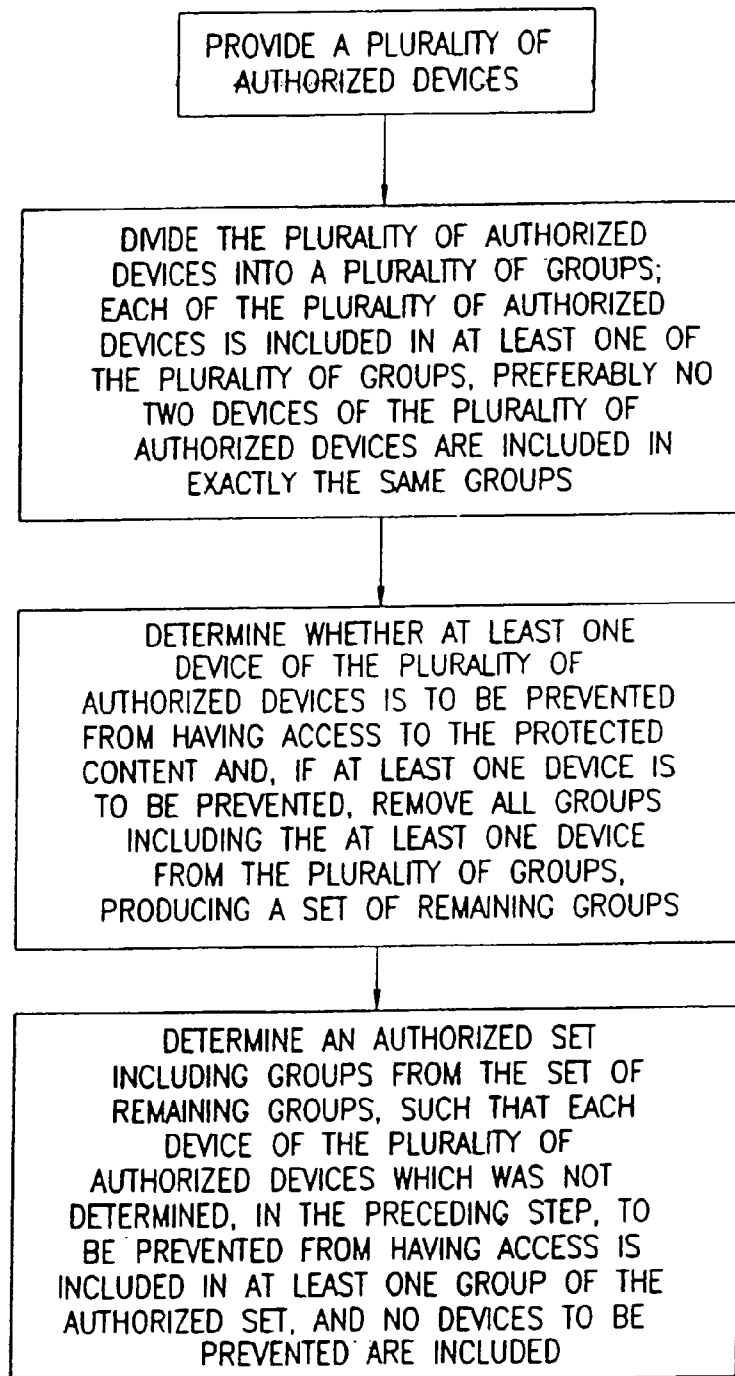 PROVIDE A PLURALITY OF
AUTHORIZED DEVICES
DIVIDE THE PLURALITY OF AUTHORIZED
DEVICES INTO A PLURALITY OF GROUPS;
EACH OF THE PLURALITY OF AUTHORIZED
DEVICES IS INCLUDED IN AT LEAST ONE OF
THE PLURALITY OF GROUPS, PREFERABLY NO
TWO DEVICES OF THE PLURALITY OF
AUTHORIZED DEVICES ARE INCLUDED IN
EXACTLY THE SAME GROUPS
DETERMINE WHETHER AT LEAST ONE
DEVICE OF THE PLURALITY OF
AUTHORIZED DEVICES IS TO BE PREVENTED
FROM HAVING ACCESS TO THE PROTECTED
CONTENT AND, IF AT LEAST ONE DEVICE IS
TO BE PREVENTED, REMOVE ALL GROUPS
INCLUDING THE AT LEAST ONE DEVICE
FROM THE PLURALITY OF GROUPS,
PRODUCING A SET OF REMAINING GROUPS
DETERMINE AN AUTHORIZED SET
INCLUDING GROUPS FROM THE SET OF
REMAINING GROUPS, SUCH THAT EACH
DEVICE OF THE PLURALITY OF
AUTHORIZED DEVICES WHICH WAS NOT
DETERMINED, IN THE PRECEDING STEP, TO
BE PREVENTED FROM HAVING ACCESS IS
INCLUDED IN AT LEAST ONE GROUP OF THE
AUTHORIZED SET, AND NO DEVICES TO BE
PREVENTED ARE INCLUDED